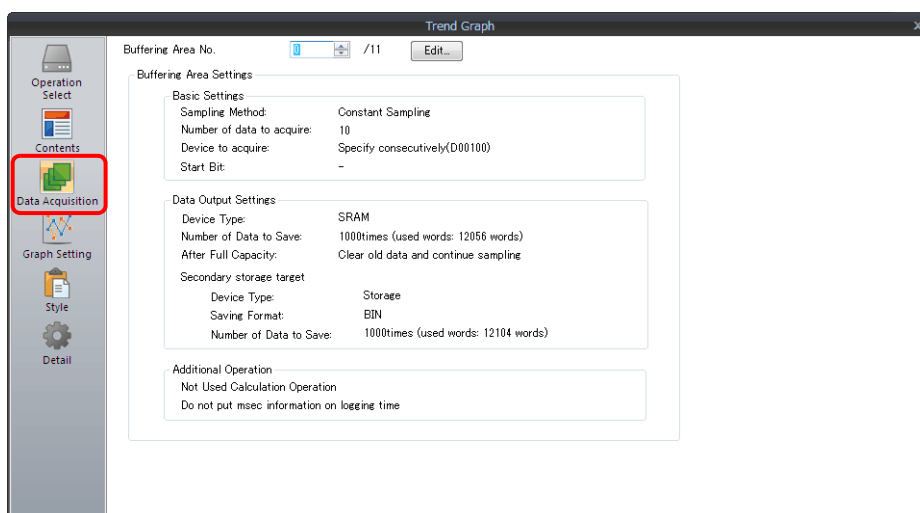 Trend Graph
x
Buffering Area No. 0 /11 Edit...
Operation
Select
Contents
Data Acquisition
Graph Setting
Style
Detail
Buffering Area Settings
Basic Settings
Sampling Method: Constant Sampling
Number of data to acquire: 10
Device to acquire: Specify consecutively(D00100)
Start Bit: -
Data Output Settings
Device Type: SRAM
Number of Data to Save: 1000times (used words: 12056 words)
After Full Capacity: Clear old data and continue sampling
Secondary storage target
Device Type: Storage
Saving Format: BIN
Number of Data to Save: 1000times (used words: 12104 words)
Additional Operation
Not Used Calculation Operation
Do not put msec information on logging time